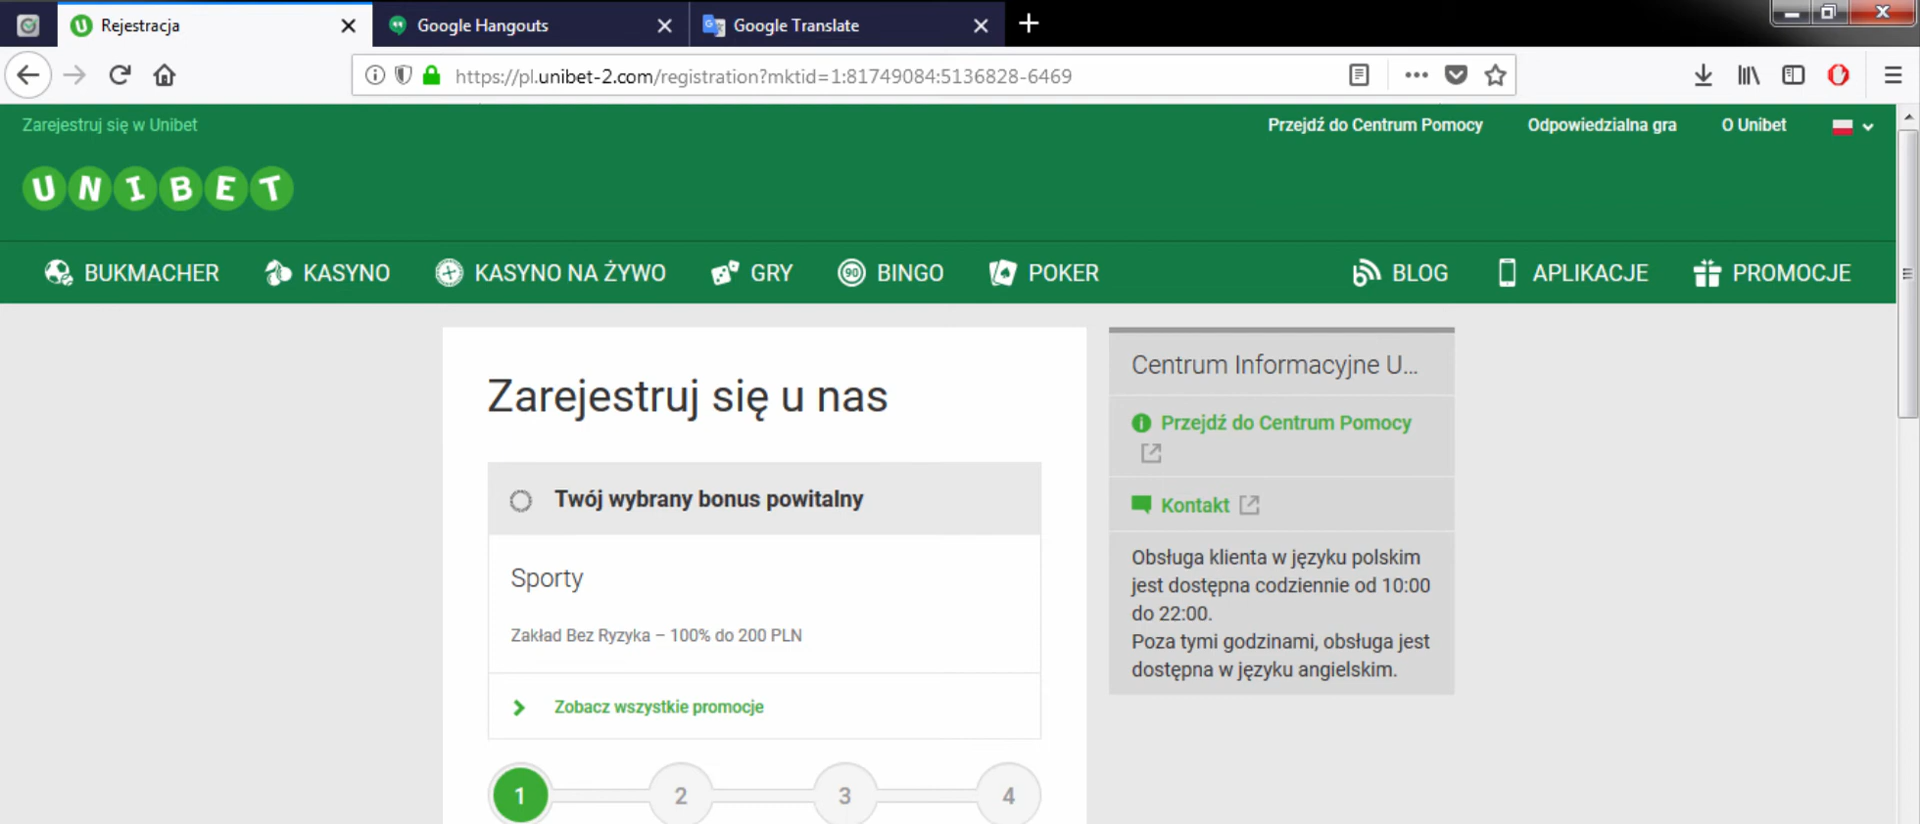 Rejestracja
Google Hangouts
Google Translate
https://pl.unibet-2.com/registration?mktid=1:81749084:5136828-6469
Zarejestruj się w Unibet
Przejdź do Centrum Pomocy
Odpowiedzialna gra
O Unibet
UNIBET
BUKMACHER
KASYNO
KASYNO NA ŻYWO
GRY
90
BINGO
POKER
BLOG
APLIKACJE
PROMOCJE
Zarejestruj się u nas
Twój wybrany bonus powitalny
Sporty
Zakład Bez Ryzyka – 100% do 200 PLN
Zobacz wszystkie promocje
1
2
3
4
Centrum Informacyjne U...
Przejdź do Centrum Pomocy
Kontakt
Obsługa klienta w języku polskim
jest dostępna codziennie od 10:00
do 22:00.
Poza tymi godzinami, obsługa jest
dostępna w języku angielskim.